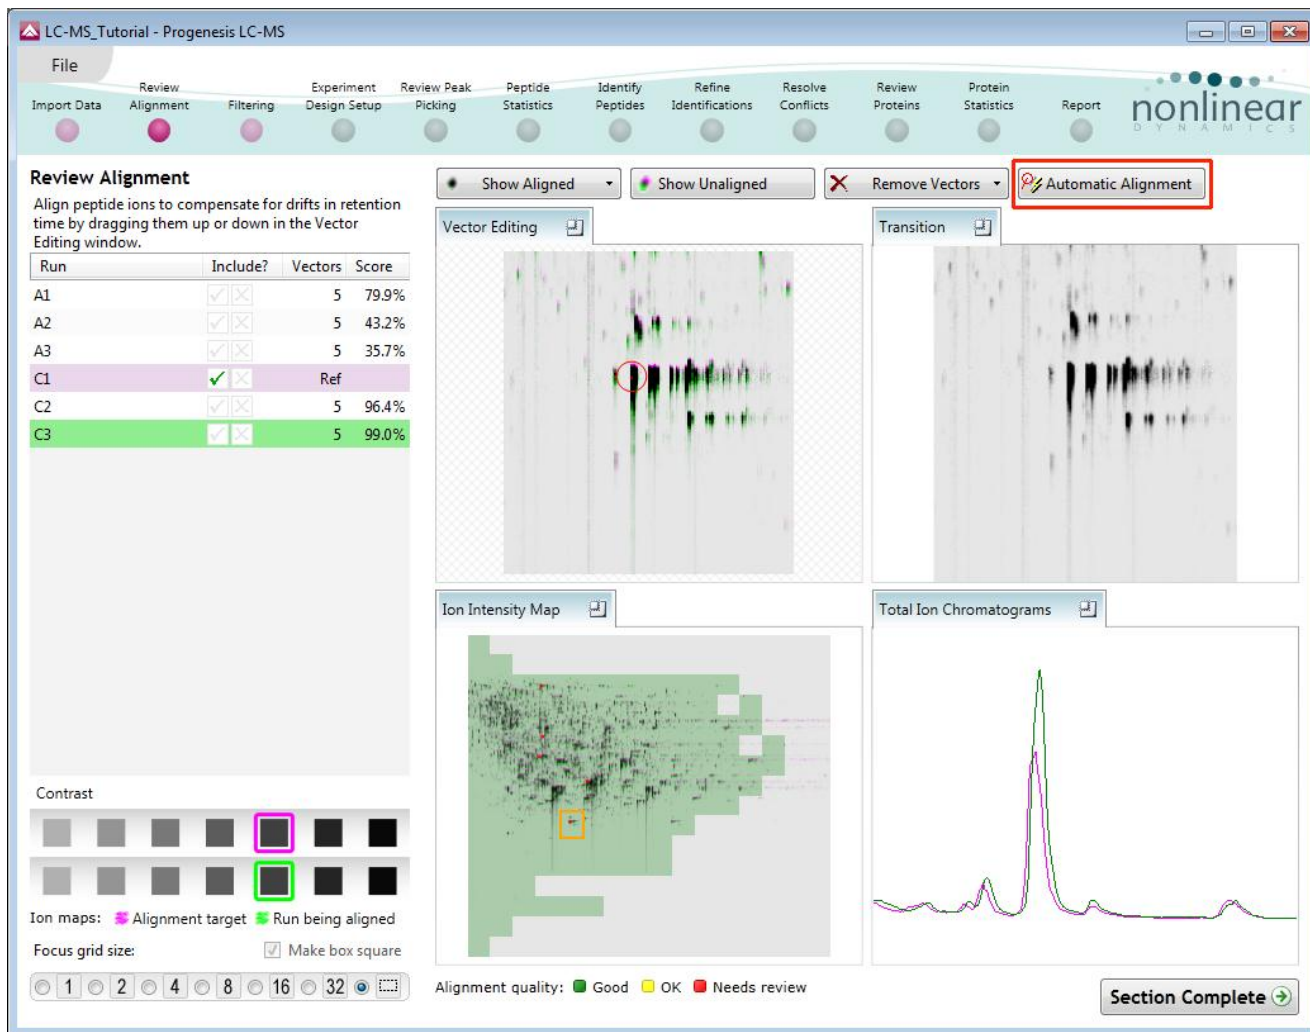 LC-MS_Tutorial - Progenesis LC-MS
File
Import Data
Review Alignment
Filtering
Experiment Design Setup
Review Peak Picking
Peptide Statistics
Identify Peptides
Refine Identifications
Resolve Conflicts
Review Proteins
Protein Statistics
Report
nonlinear
DYNAMICS
Review Alignment
Align peptide ions to compensate for drifts in retention
time by dragging them up or down in the Vector
Editing window.
Run Include? Vectors Score
A1 5 79.9%
A2 5 43.2%
A3 5 35.7%
C1 Ref
C2 5 96.4%
C3 5 99.0%
Contrast
Ion maps: Alignment target Run being aligned
Focus grid size: Make box square
1 2 4 8 16 32
Show Aligned Show Unaligned Remove Vectors Automatic Alignment
Vector Editing
Transition
Ion Intensity Map
Total Ion Chromatograms
Alignment quality: Good OK Needs review
Section Complete